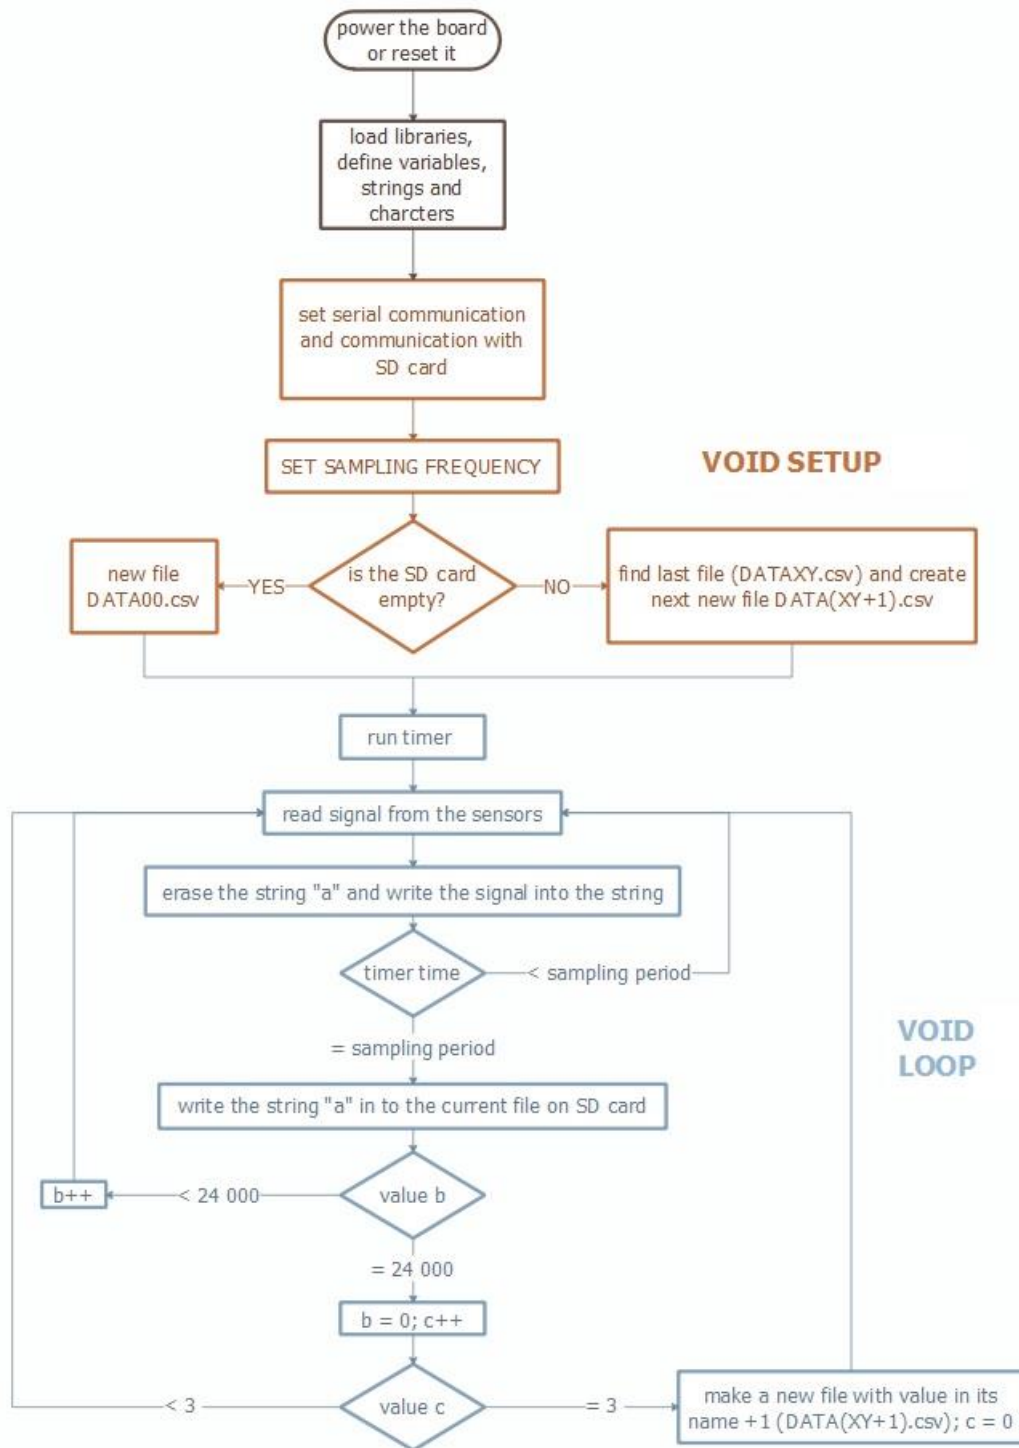 power the board
or reset it
load libraries,
define variables,
strings and
charcters
set serial communication
and communication with
SD card
SET SAMPLING FREQUENCY
VOID SETUP
new file
DATA00.csv
YES
is the SD card
empty?
NO
find last file (DATAXY.csv) and create
next new file DATA(XY+1).csv
run timer
read signal from the sensors
erase the string "a" and write the signal into the string
timer time
< sampling period
= sampling period
VOID
LOOP
write the string "a" in to the current file on SD card
b++
< 24 000
value b
= 24 000
b = 0; c++
< 3
value c
= 3
make a new file with value in its
name +1 (DATA(XY+1).csv); c = 0